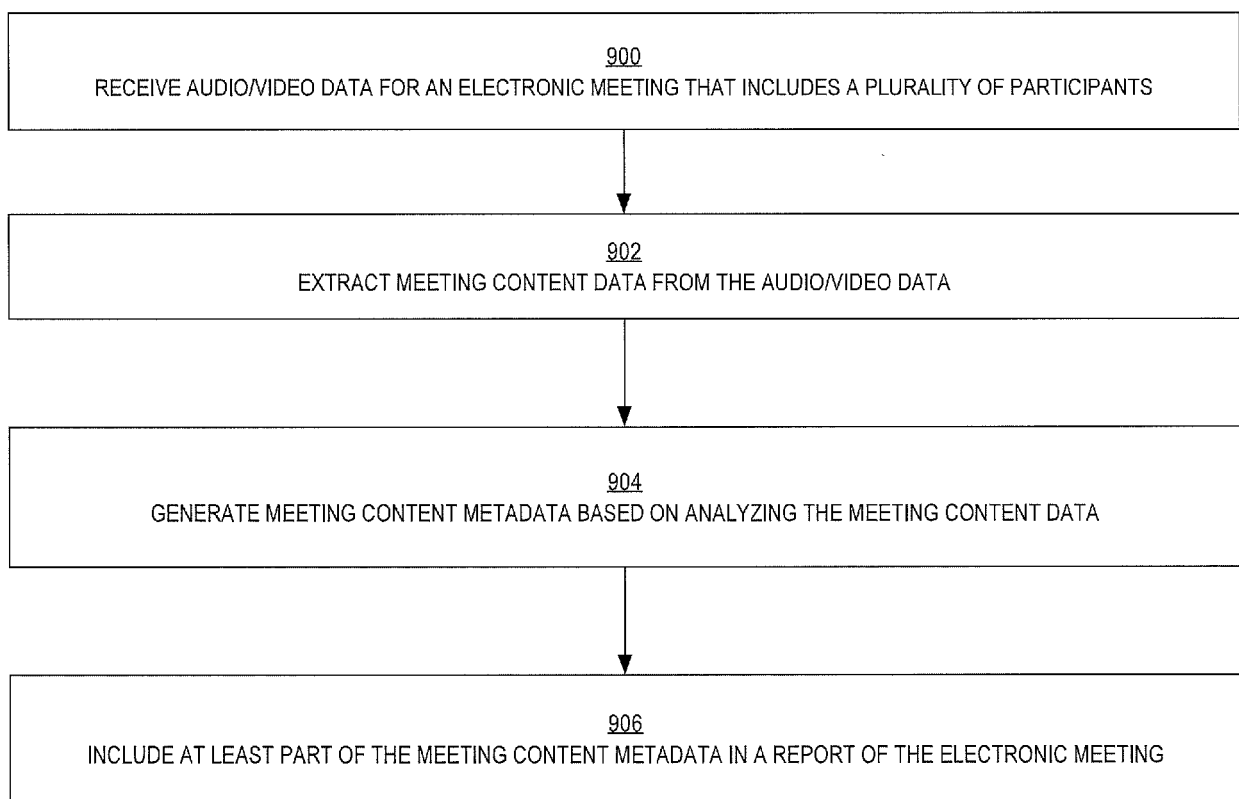 900
RECEIVE AUDIO/VIDEO DATA FOR AN ELECTRONIC MEETING THAT INCLUDES A PLURALITY OF PARTICIPANTS
902
EXTRACT MEETING CONTENT DATA FROM THE AUDIO/VIDEO DATA
904
GENERATE MEETING CONTENT METADATA BASED ON ANALYZING THE MEETING CONTENT DATA
906
INCLUDE AT LEAST PART OF THE MEETING CONTENT METADATA IN A REPORT OF THE ELECTRONIC MEETING